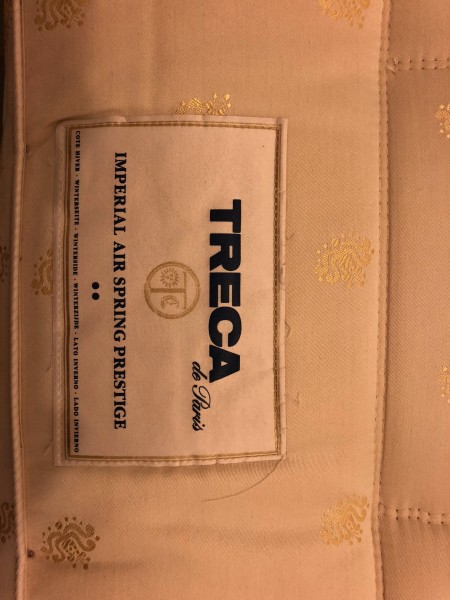 TRECA
de Paris
IMPERIAL AIR SPRING PRESTIGE
COTE HIVER - WINTERSEITE - WINTERSIDE - WINTERZIJDE - LATO INVERNO - LADO INVIERNO